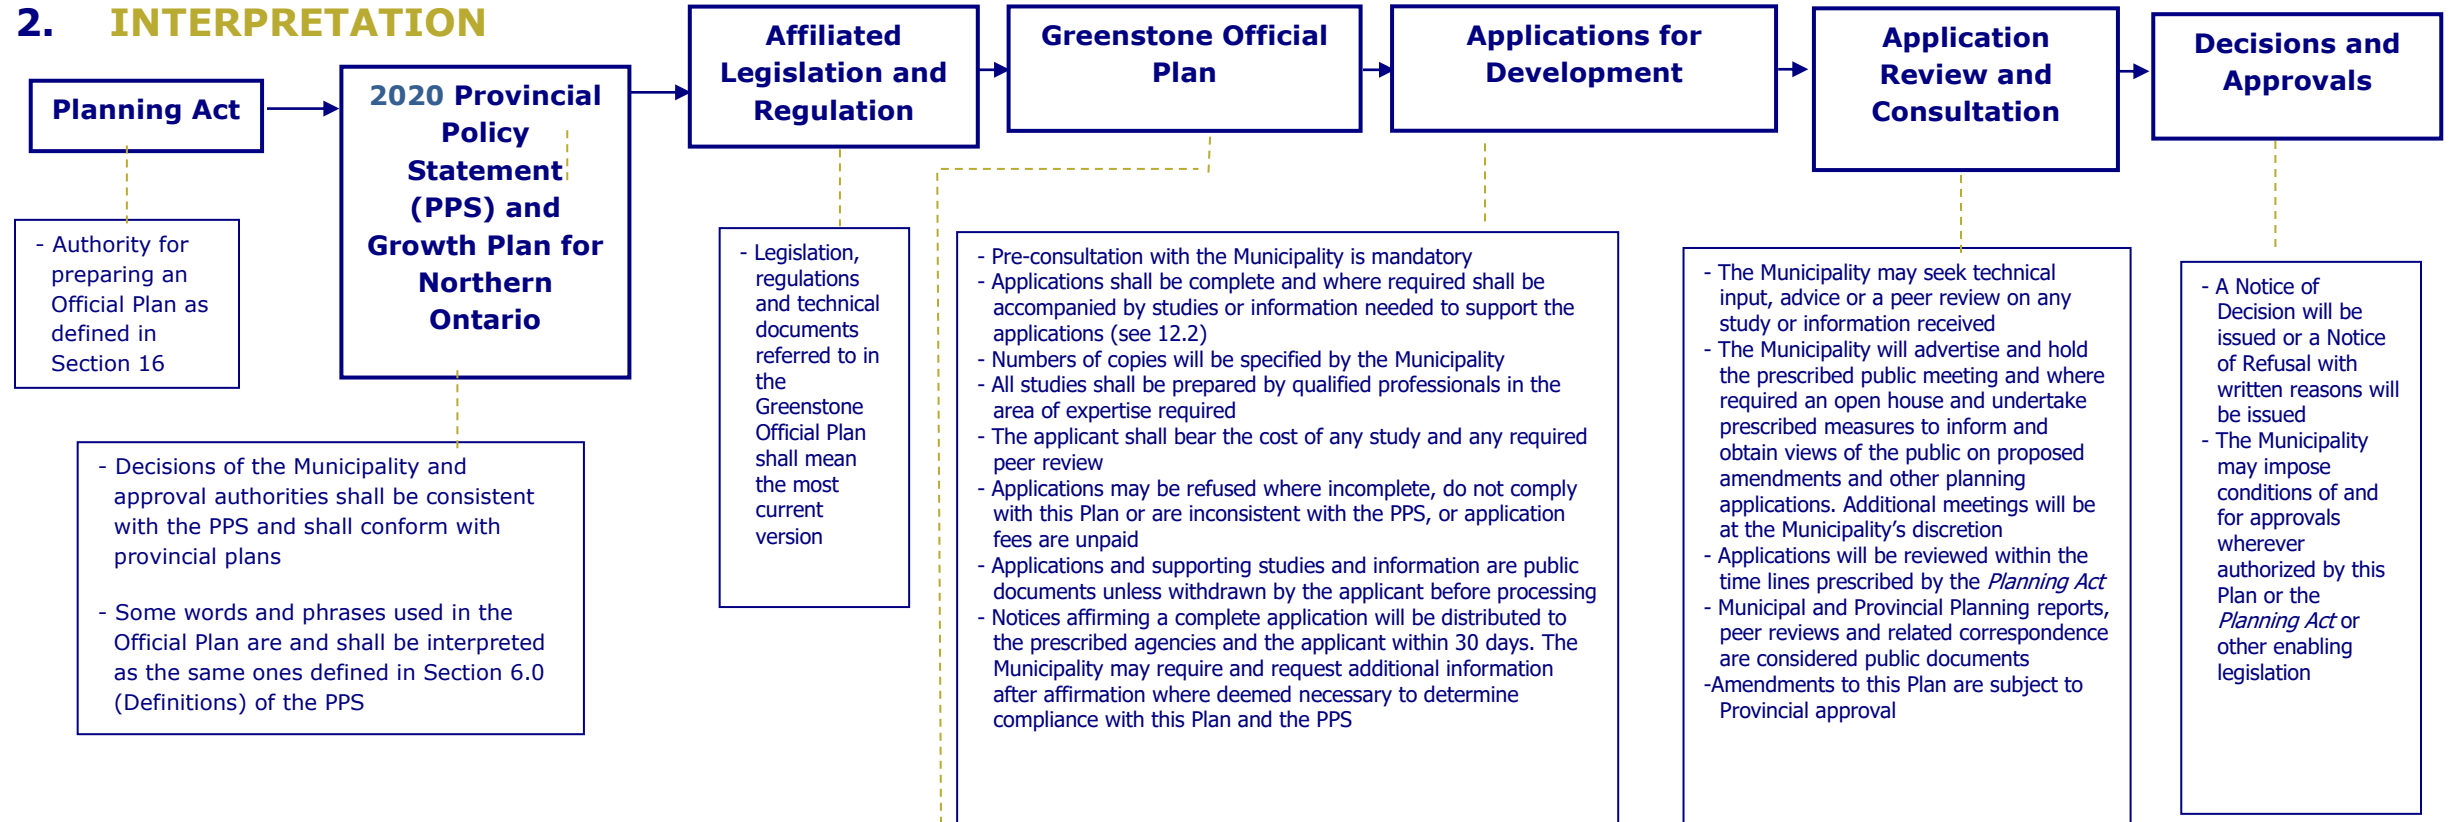 2. INTERPRETATION
Planning Act
2020 Provincial
Policy
Statement
(PPS) and
Growth Plan for
Northern
Ontario
Affiliated
Legislation and
Regulation
Greenstone Official
Plan
Applications for
Development
Application
Review and
Consultation
Decisions and
Approvals
- Authority for
preparing an
Official Plan as
defined in
Section 16
- Decisions of the Municipality and
approval authorities shall be consistent
with the PPS and shall conform with
provincial plans
- Some words and phrases used in the
Official Plan are and shall be interpreted
as the same ones defined in Section 6.0
(Definitions) of the PPS
- Legislation,
regulations
and technical
documents
referred to in
the
Greenstone
Official Plan
shall mean
the most
current
version
- Pre-consultation with the Municipality is mandatory
- Applications shall be complete and where required shall be
accompanied by studies or information needed to support the
applications (see 12.2)
- Numbers of copies will be specified by the Municipality
- All studies shall be prepared by qualified professionals in the
area of expertise required
- The applicant shall bear the cost of any study and any required
peer review
- Applications may be refused where incomplete, do not comply
with this Plan or are inconsistent with the PPS, or application
fees are unpaid
- Applications and supporting studies and information are public
documents unless withdrawn by the applicant before processing
- Notices affirming a complete application will be distributed to
the prescribed agencies and the applicant within 30 days. The
Municipality may require and request additional information
after affirmation where deemed necessary to determine
compliance with this Plan and the PPS
- The Municipality may seek technical
input, advice or a peer review on any
study or information received
- The Municipality will advertise and hold
the prescribed public meeting and where
required an open house and undertake
prescribed measures to inform and
obtain views of the public on proposed
amendments and other planning
applications. Additional meetings will be
at the Municipality’s discretion
- Applications will be reviewed within the
time lines prescribed by the Planning Act
- Municipal and Provincial Planning reports,
peer reviews and related correspondence
are considered public documents
-Amendments to this Plan are subject to
Provincial approval
- A Notice of
Decision will be
issued or a Notice
of Refusal with
written reasons will
be issued
- The Municipality
may impose
conditions of and
for approvals
wherever
authorized by this
Plan or the
Planning Act or
other enabling
legislation